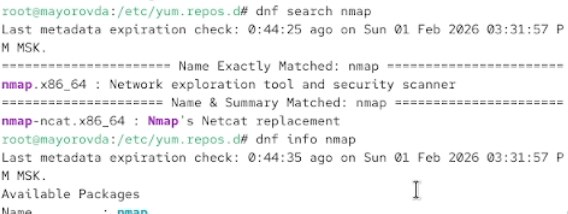 root@mayorovda:/etc/yum.repos.d# dnf search nmap
Last metadata expiration check: 0:44:25 ago on Sun 01 Feb 2026 03:31:57 P
M MSK.
====================== Name Exactly Matched: nmap ========================
nmap.x86_64 : Network exploration tool and security scanner
===================== Name & Summary Matched: nmap =======================
nmap-ncat.x86_64 : Nmap's Netcat replacement
root@mayorovda:/etc/yum.repos.d# dnf info nmap
Last metadata expiration check: 0:44:35 ago on Sun 01 Feb 2026 03:31:57 P
M MSK.
Available Packages
Name         : nmap